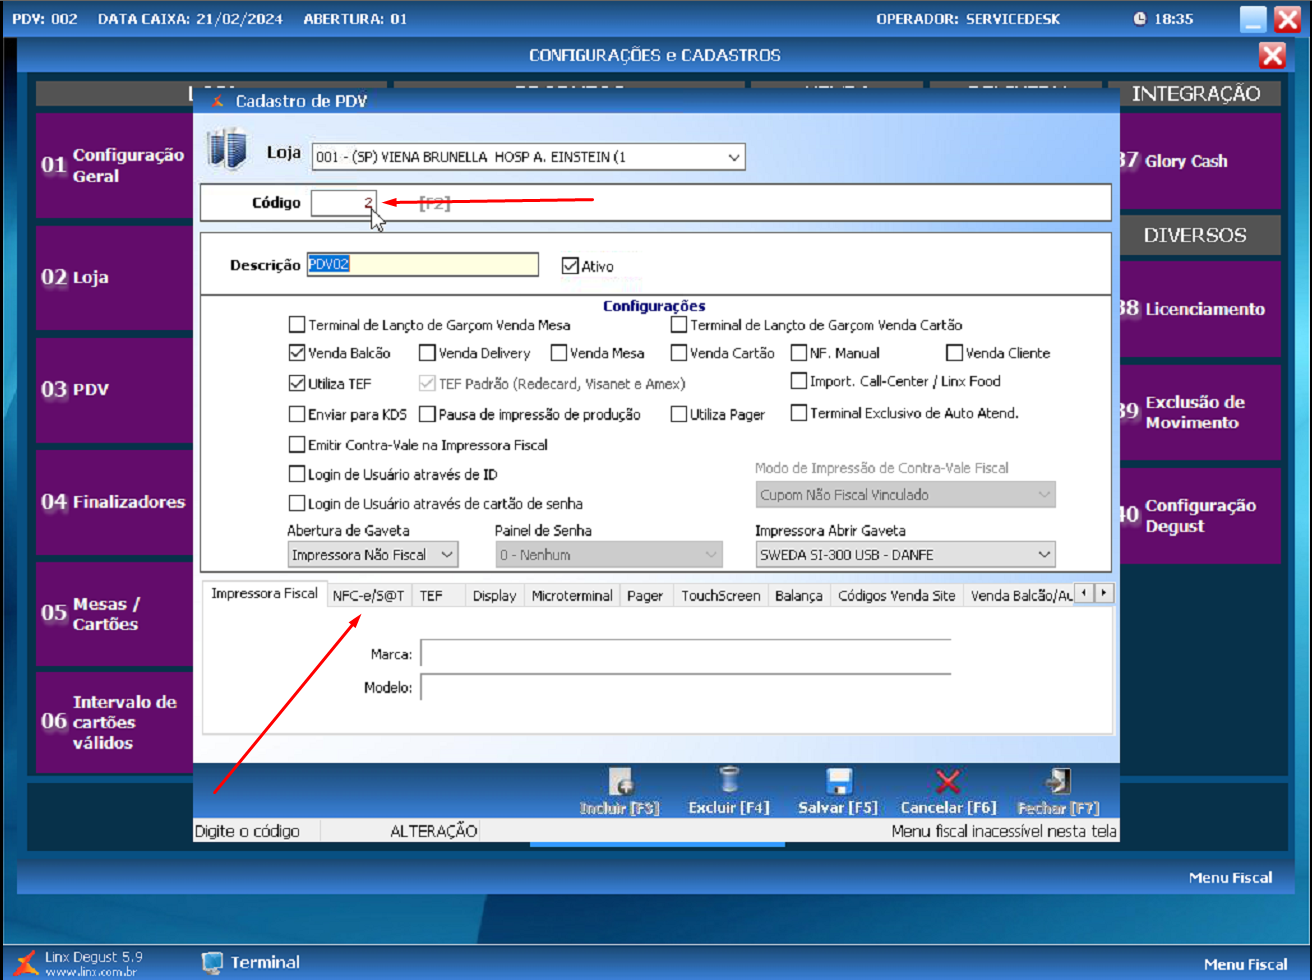 PDV: 002 DATA CAIXA: 21/02/2024 ABERTURA: 01 OPERADOR: SERVICEDESK 18:35
CONFIGURAÇÕES e CADASTROS
INTEGRAÇÃO
Cadastro de PDV
01 Configuração Geral
02 Loja
03 PDV
04 Finalizadores
05 Mesas / Cartões
06 Intervalo de cartões válidos
Loja 001 - (SP) VIENA BRUNELLA HOSP A. EINSTEIN (1
Código 2 [F2]
Descrição PDV02 Ativo
Configurações
Terminal de Lançto de Garçom Venda Mesa Terminal de Lançto de Garçom Venda Cartão
Venda Balcão Venda Delivery Venda Mesa Venda Cartão NF. Manual Venda Cliente
Utiliza TEF TEF Padrão (Redecard, Visanet e Amex) Import. Call-Center / Linx Food
Enviar para KDS Pausa de impressão de produção Utiliza Pager Terminal Exclusivo de Auto Atend.
Emitir Contra-Vale na Impressora Fiscal
Login de Usuário através de ID Modo de Impressão de Contra-Vale Fiscal
Login de Usuário através de cartão de senha Cupom Não Fiscal Vinculado
Abertura de Gaveta Painel de Senha Impressora Abrir Gaveta
Impressora Não Fiscal 0 - Nenhum SWEDA SI-300 USB - DANFE
Impressora Fiscal NFC-e/S@T TEF Display Microterminal Pager TouchScreen Balança Códigos Venda Site Venda Balcão/Au
Marca:
Modelo:
Incluir [F3] Excluir [F4] Salvar [F5] Cancelar [F6] Fechar [F7]
Digite o código ALTERAÇÃO Menu fiscal inacessível nesta tela
37 Glory Cash
DIVERSOS
38 Licenciamento
39 Exclusão de Movimento
40 Configuração Degust
Menu Fiscal
Linx Degust 5.9
www.linx.com.br
Terminal
Menu Fiscal